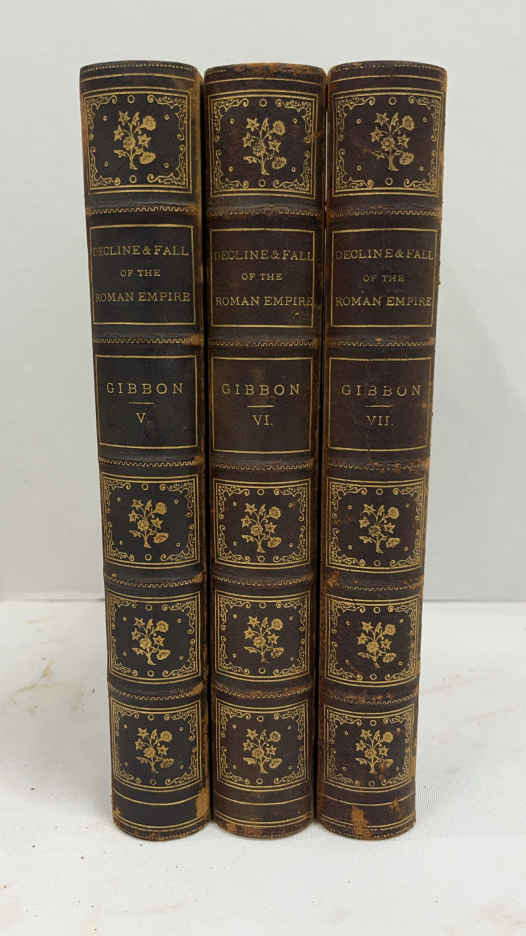 DECLINE & FALL
OF THE
ROMAN EMPIRE
GIBBON
V.
DECLINE & FALL
OF THE
ROMAN EMPIRE
GIBBON
VI.
DECLINE & FALL
OF THE
ROMAN EMPIRE
GIBBON
VII.